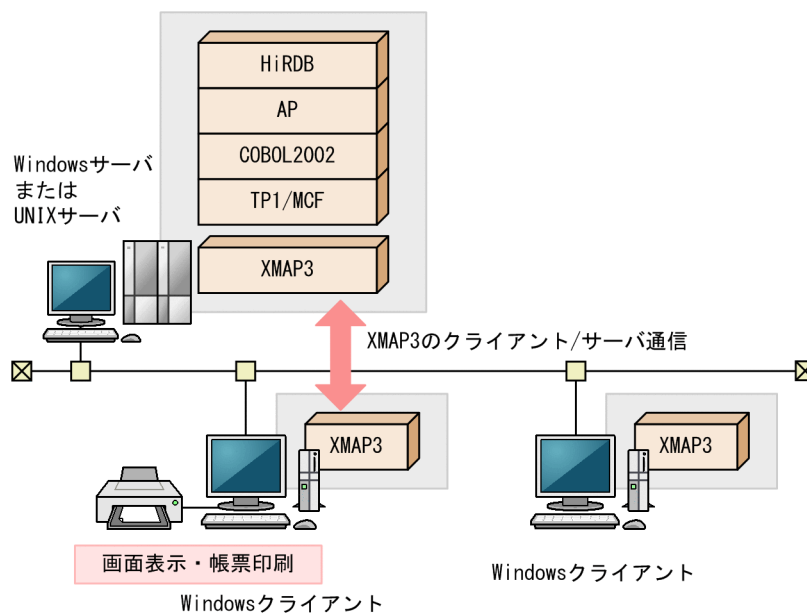 HiRDB
AP
COBOL2002
TP1/MCF
XMAP3
Windowsサーバ
または
UNIXサーバ
XMAP3のクライアント/サーバ通信
XMAP3
XMAP3
画面表示・帳票印刷
Windowsクライアント
Windowsクライアント